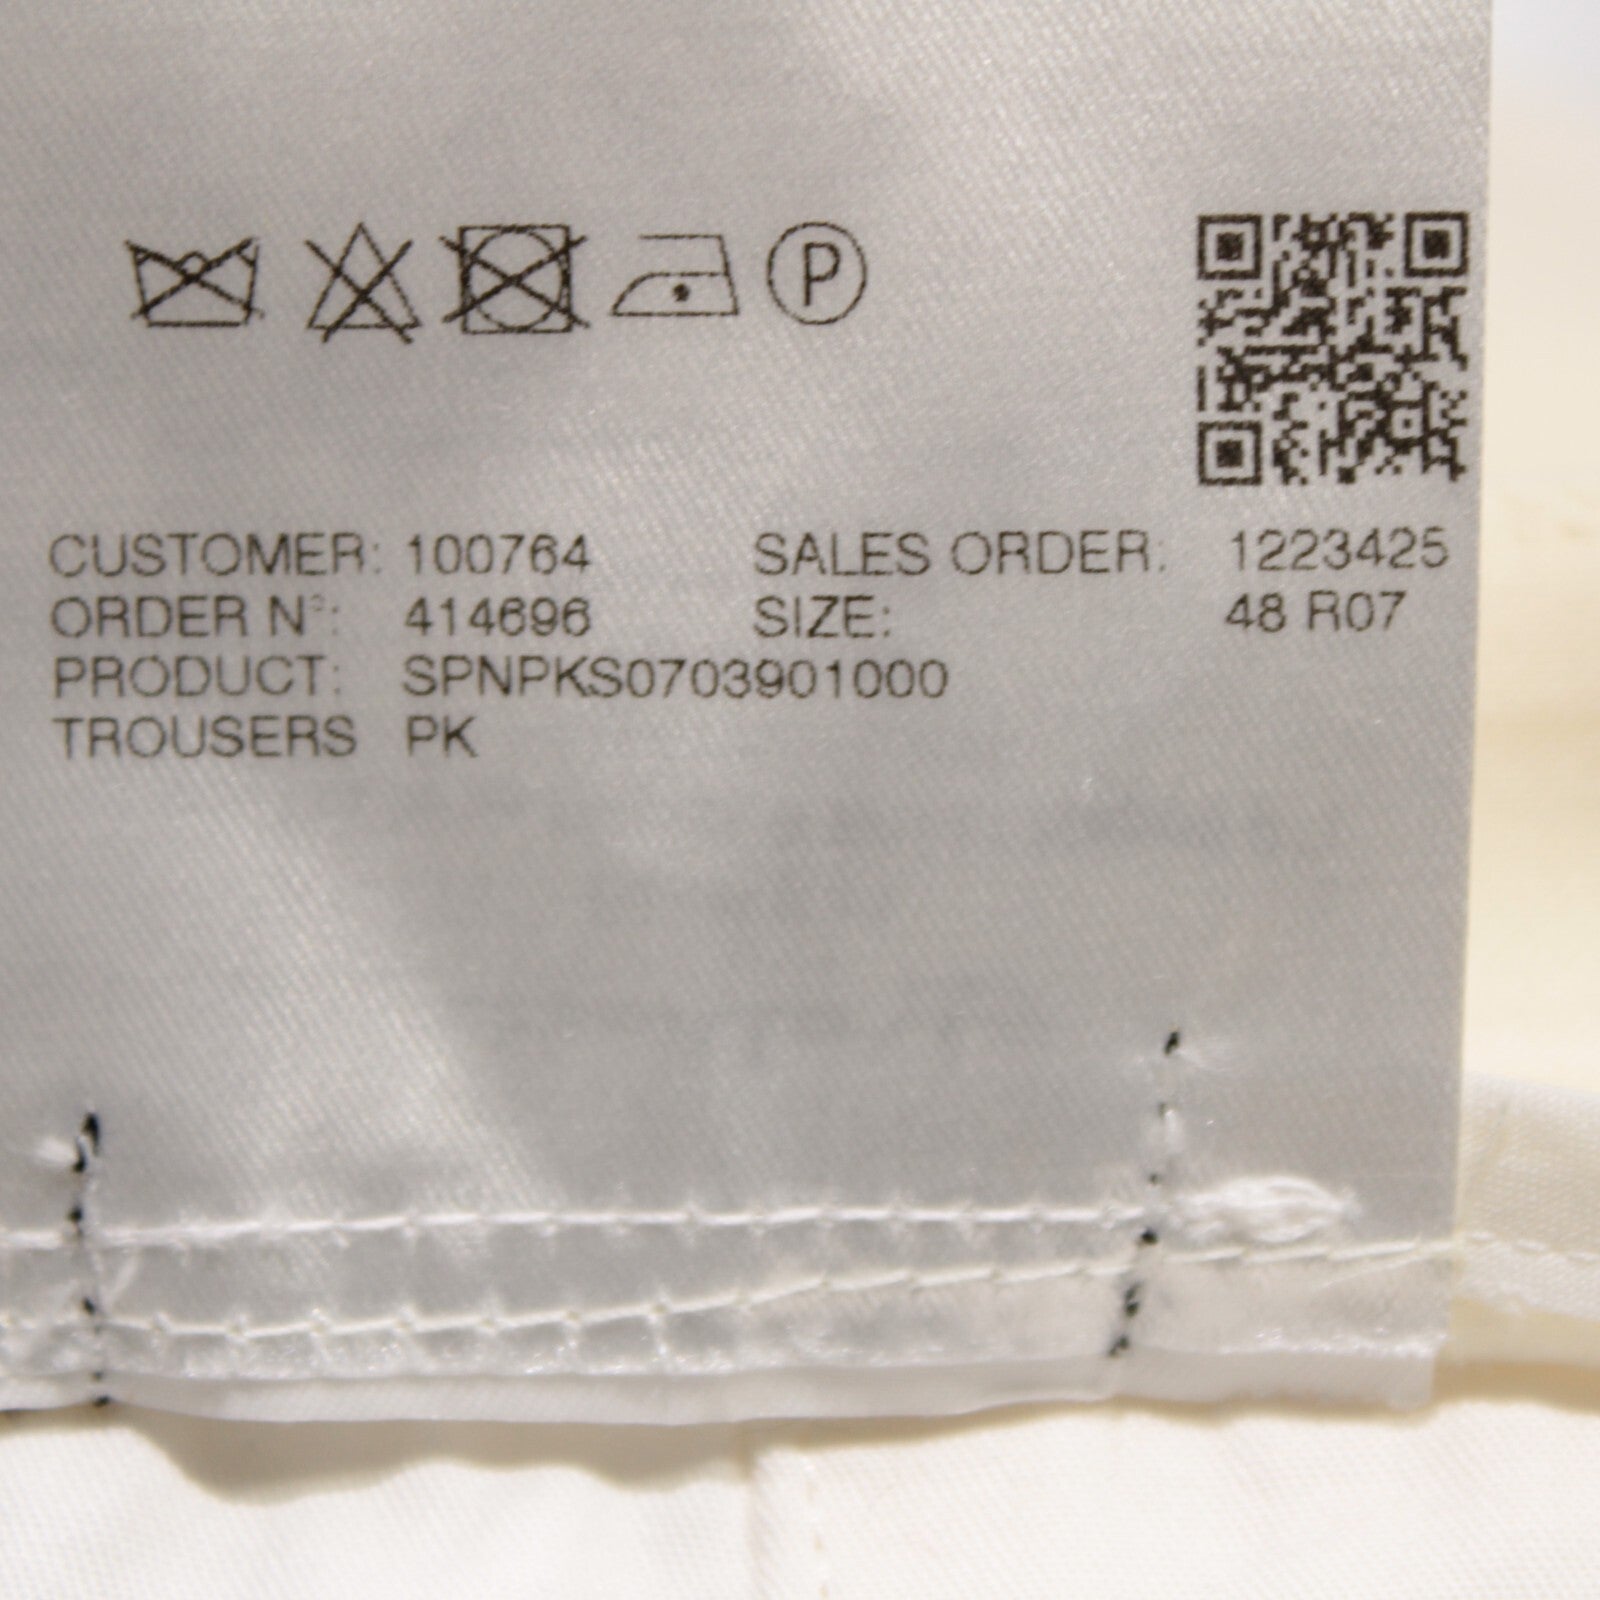 P
CUSTOMER: 100764 SALES ORDER: 1223425
ORDER N°: 414696 SIZE: 48 R07
PRODUCT: SPNPKS0703901000
TROUSERS PK